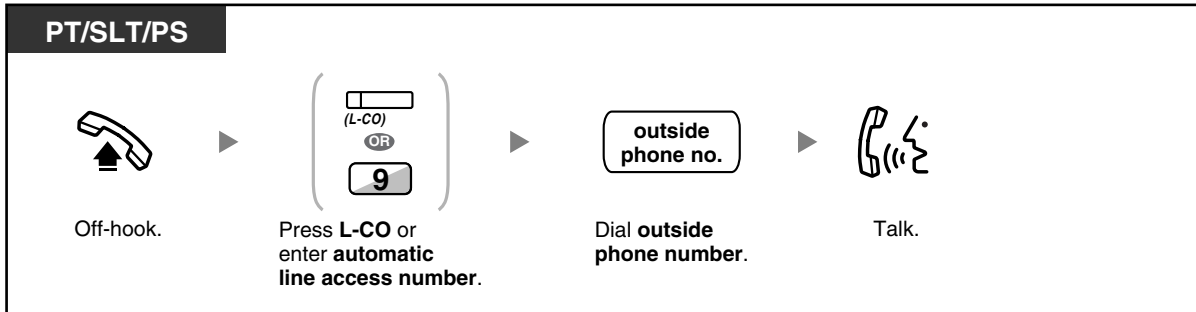 PT/SLT/PS
(L-CO)
OR
9
outside
phone no.
Off-hook.
Press L-CO or
enter automatic
line access number.
Dial outside
phone number.
Talk.